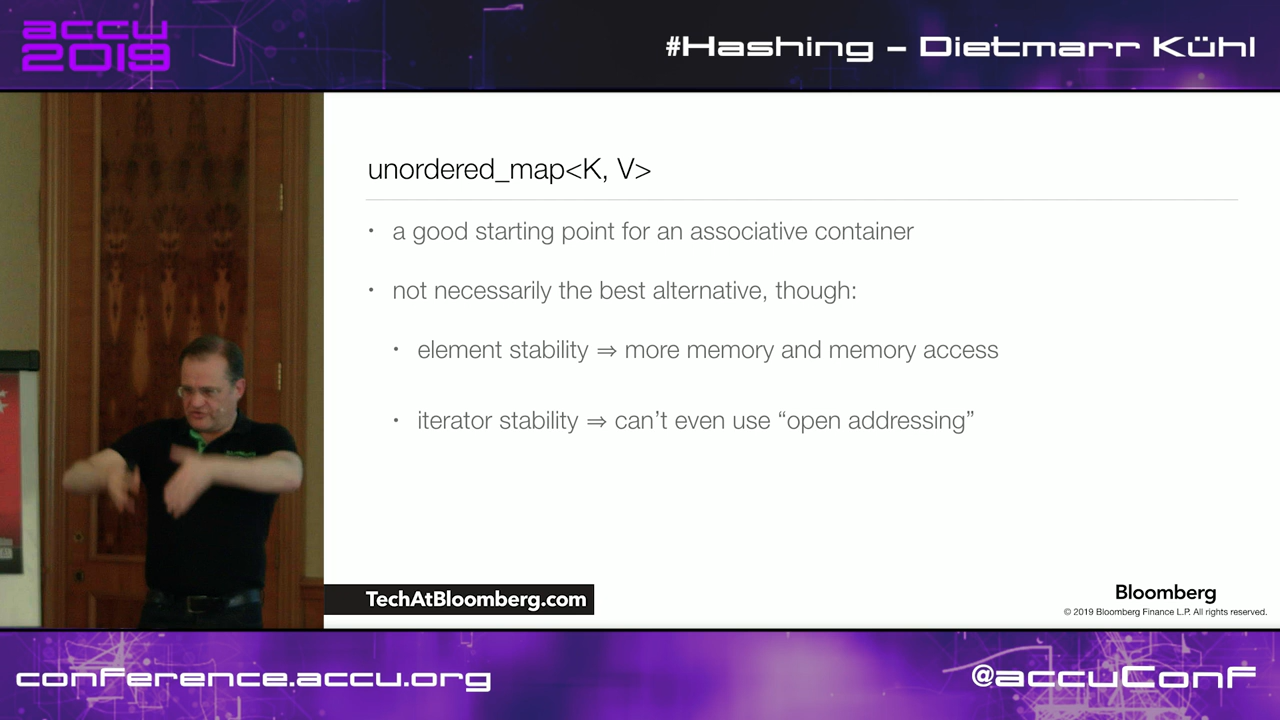 accu
2019
#Hashing – Dietmarr Kühl
unordered_map<K, V>
• a good starting point for an associative container
• not necessarily the best alternative, though:
• element stability ⇒ more memory and memory access
• iterator stability ⇒ can’t even use “open addressing”
TechAtBloomberg.com
Bloomberg
© 2019 Bloomberg Finance L.P. All rights reserved.
conference.accu.org
@accuConf